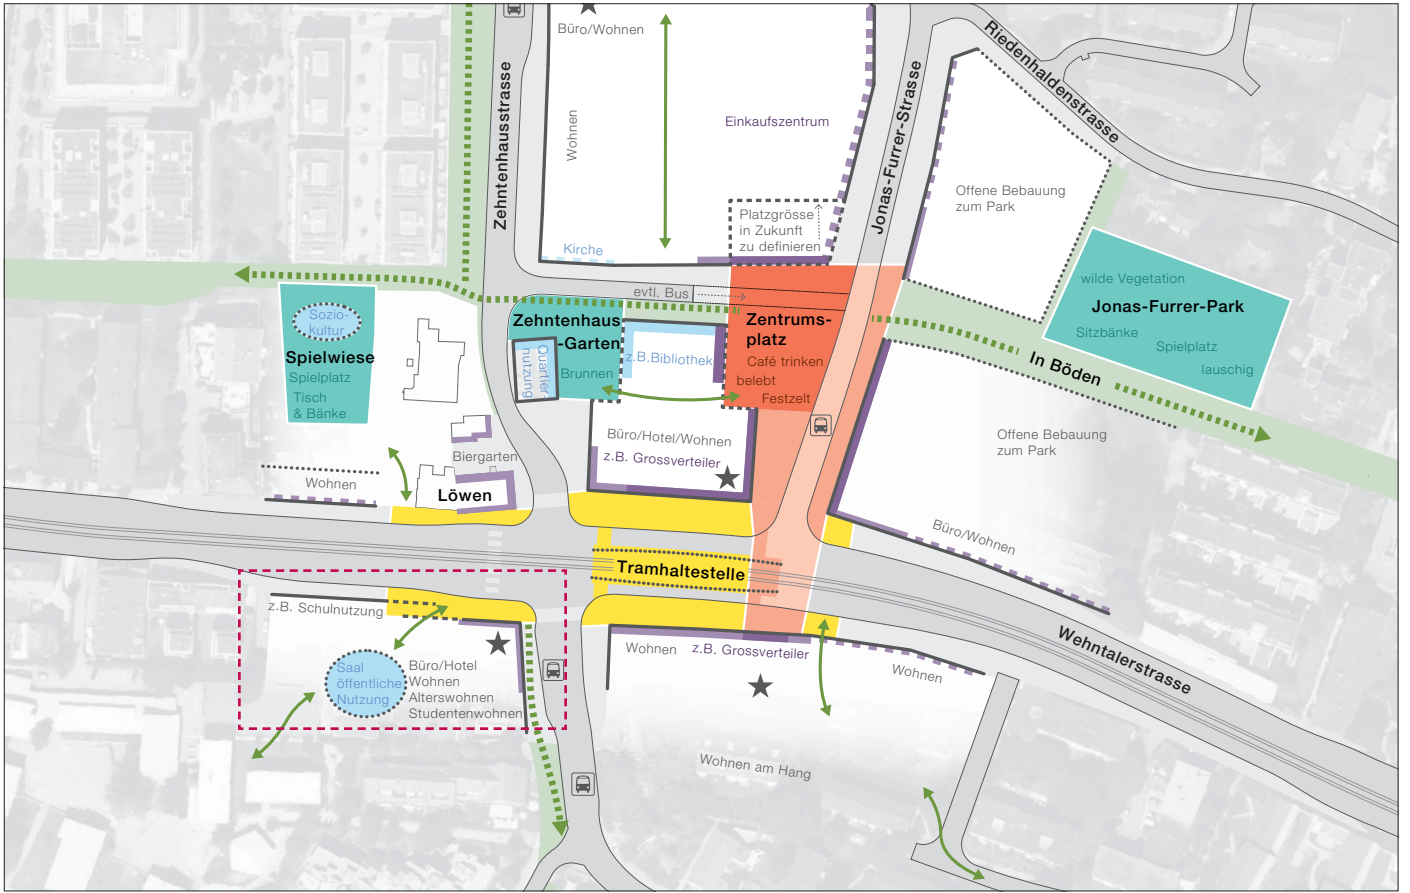 Büro/Wohnen
Riedenhaldenstrasse
Zehntenhausstrasse
Wohnen
Einkaufszentrum
Jonas-Furrer-Strasse
Offene Bebauung
zum Park
Platzgrösse
in Zukunft
zu definieren
Kirche
wilde Vegetation
Jonas-Furrer-Park
Sitzbänke
Spielplatz
lauschig
evtl. Bus
Sozio-
kultur
Spielwiese
Spielplatz
Tisch
& Bänke
Zehntenhaus
-Garten
Quartier-
nutzung
Brunnen
z.B.Bibliothek
Zentrums-
platz
Café trinken
belebt
Festzelt
In Böden
Offene Bebauung
zum Park
Büro/Hotel/Wohnen
z.B. Grossverteiler
Biergarten
Wohnen
Löwen
Büro/Wohnen
Tramhaltestelle
z.B. Schulnutzung
Saal
öffentliche
Nutzung
Büro/Hotel
Wohnen
Alterswohnen
Studentenwohnen
Wohnen
z.B. Grossverteiler
Wohnen
Wehntalerstrasse
Wohnen am Hang